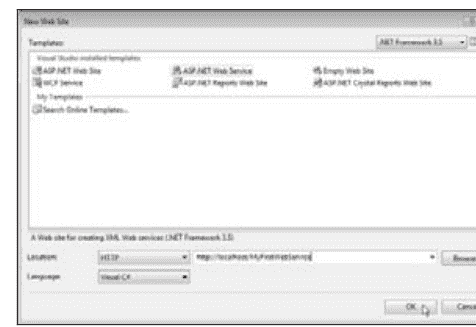 New Web Site
Templates:
.NET Framework 3.5
Visual Studio installed templates
ASP.NET Web Site
ASP.NET Web Service
Empty Web Site
WCF Service
ASP.NET Reports Web Site
ASP.NET Crystal Reports Web Site
My Templates
Search Online Templates...
A Web site for creating XML Web services (.NET Framework 3.5)
Location:
HTTP
http://localhost/MyFirstWebService
Browse
Language:
Visual C#
OK
Cance